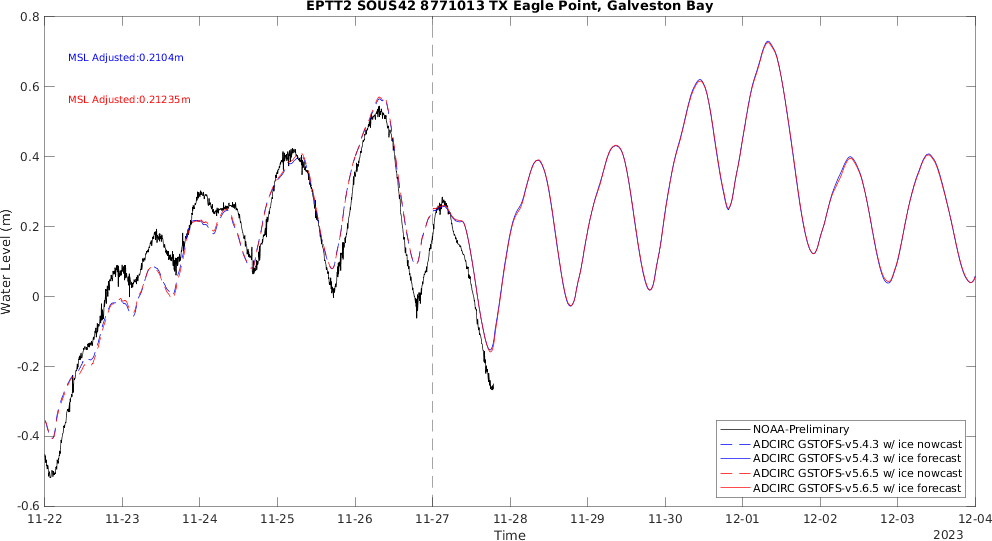 EPTT2 SOUS42 8771013 TX Eagle Point, Galveston Bay
MSL Adjusted:0.2104m
MSL Adjusted:0.21235m
Water Level (m)
0.8
0.6
0.4
0.2
0
-0.2
-0.4
-0.6
NOAA-Preliminary
ADCIRC GSTOFS-v5.4.3 w/ ice nowcast
ADCIRC GSTOFS-v5.4.3 w/ ice forecast
ADCIRC GSTOFS-v5.6.5 w/ ice nowcast
ADCIRC GSTOFS-v5.6.5 w/ ice forecast
11-22 11-23 11-24 11-25 11-26 11-27 11-28 11-29 11-30 12-01 12-02 12-03 12-04
Time
2023